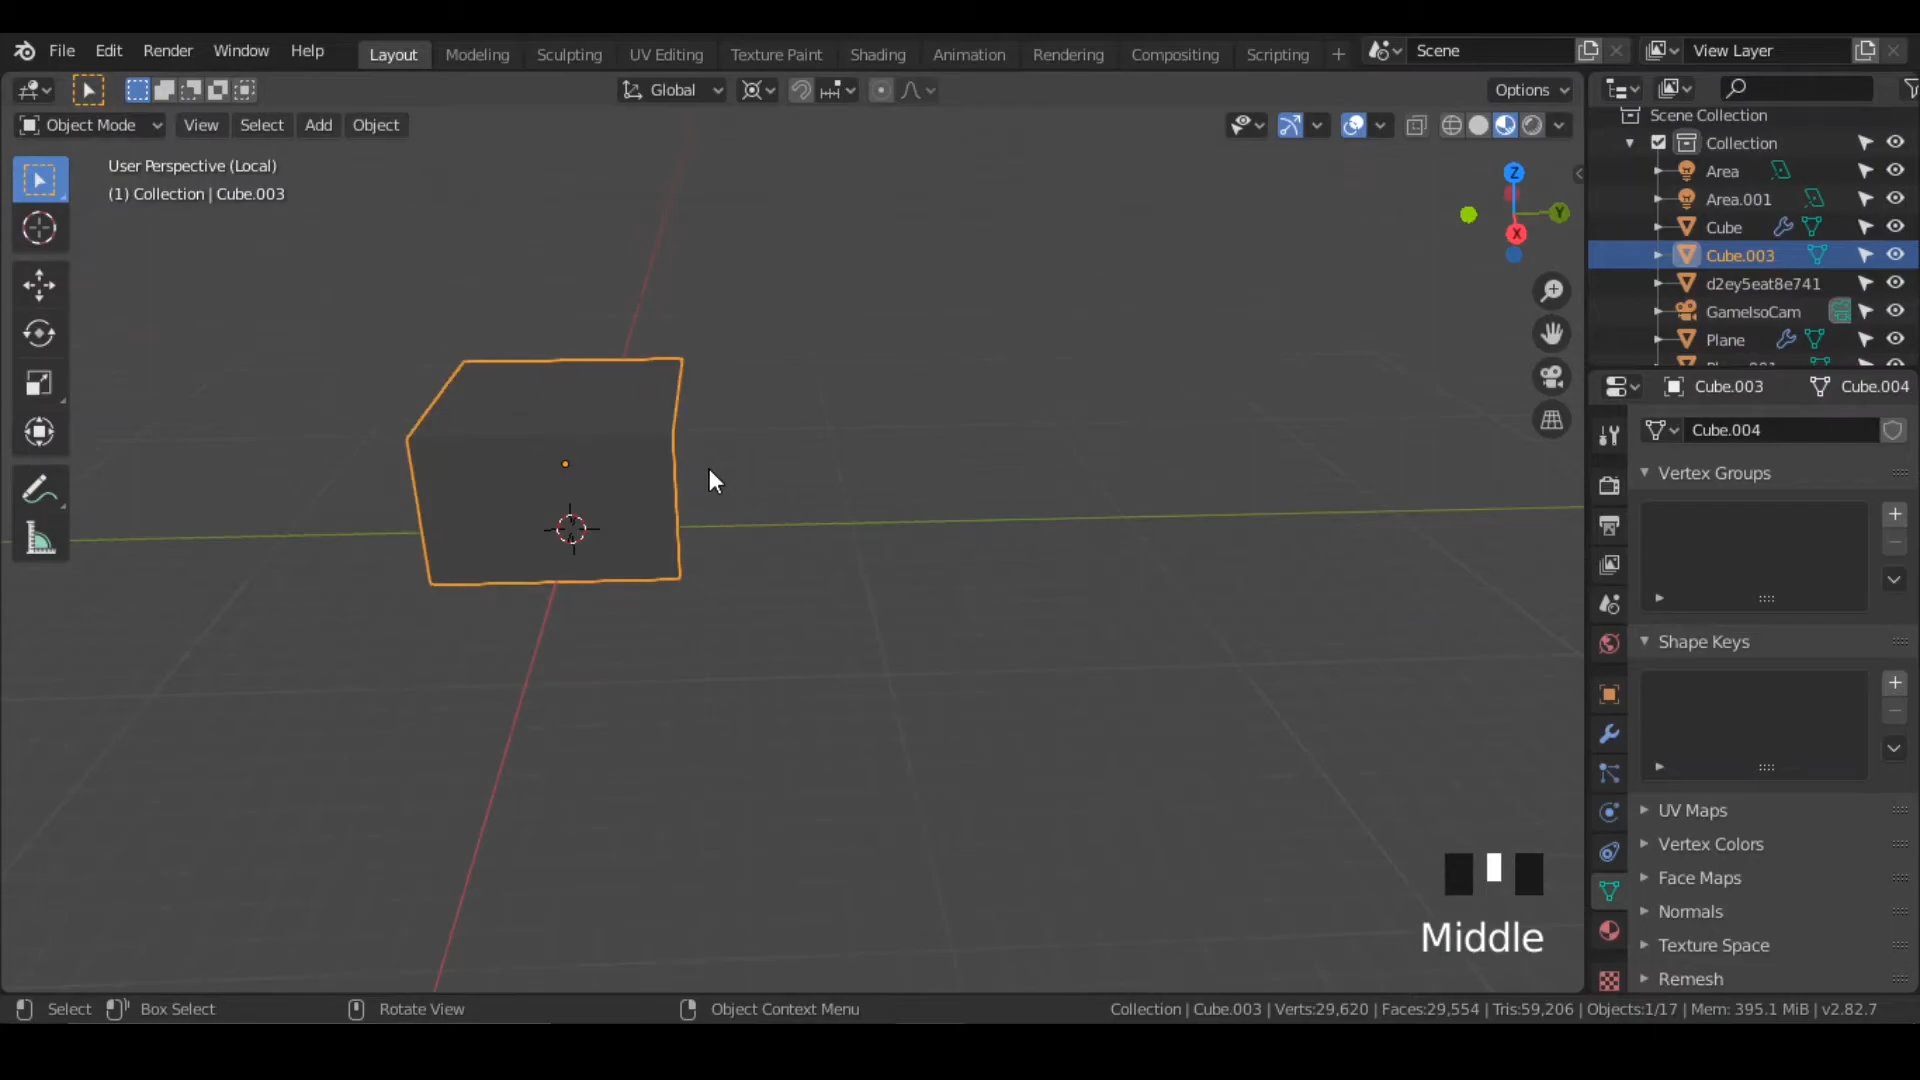 File Edit Render Window Help Layout Modeling Sculpting UV Editing Texture Paint Shading Animation Rendering Compositing Scripting + Scene View Layer
Global Options
Object Mode View Select Add Object
User Perspective (Local)
(1) Collection | Cube.003
Z
Y
X
Scene Collection
Collection
Area
Area.001
Cube
Cube.003
d2ey5eat8e741
GameIsoCam
Plane
Cube.003 Cube.004
Cube.004
Vertex Groups
Shape Keys
UV Maps
Vertex Colors
Face Maps
Normals
Texture Space
Remesh
Middle
Select Box Select Rotate View Object Context Menu Collection | Cube.003 | Verts:29,620 | Faces:29,554 | Tris:59,206 | Objects:1/17 | Mem: 395.1 MiB | v2.82.7